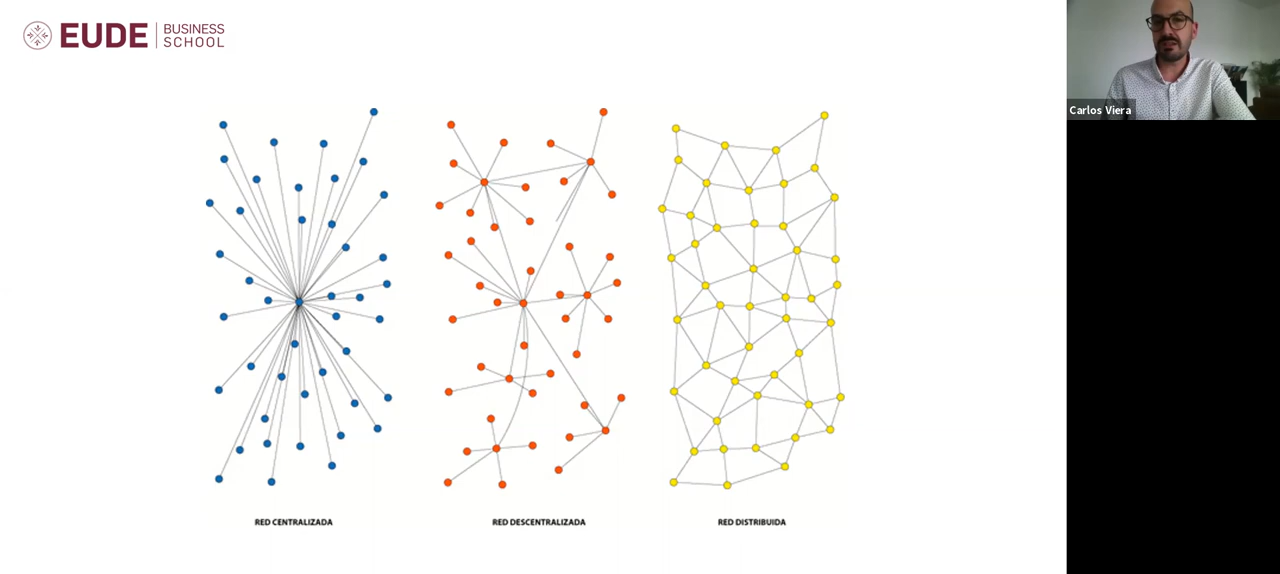 EUDE BUSINESS SCHOOL
Carlos Viera
RED CENTRALIZADA
RED DESCENTRALIZADA
RED DISTRIBUIDA